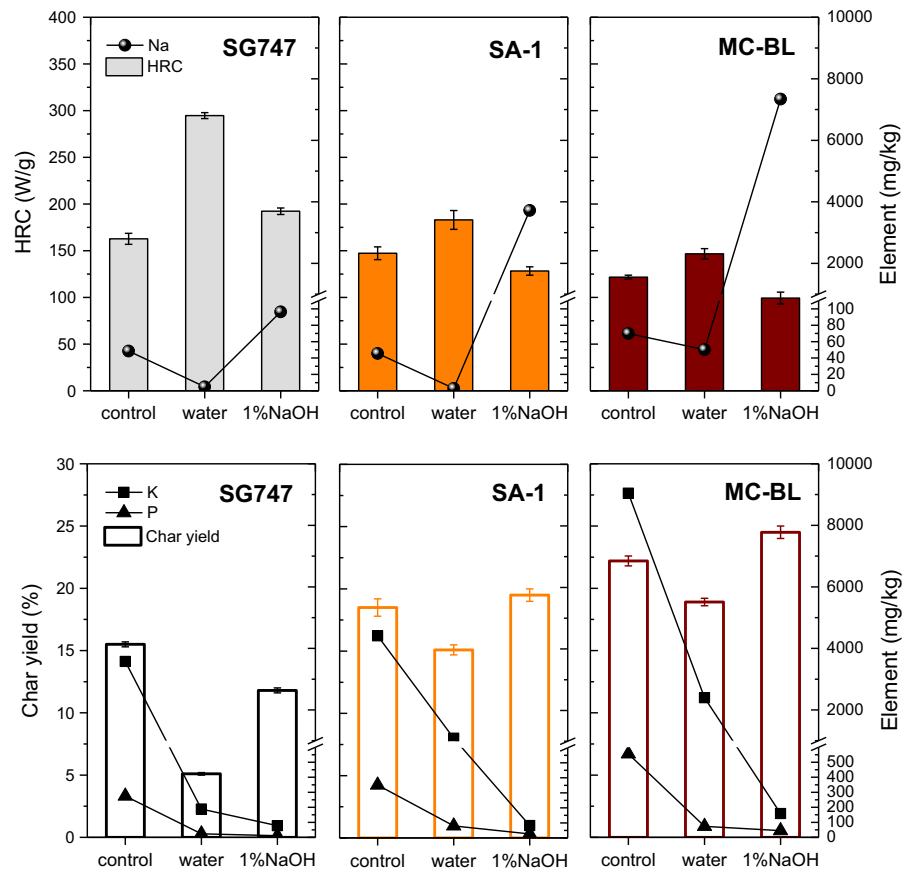 HRC (W/g)
400
350
300
250
200
150
100
50
0
Na
HRC
SG747
SA-1
MC-BL
10000
8000
6000
4000
2000
100
80
60
40
20
0
Element (mg/kg)
control water 1%NaOH
control water 1%NaOH
control water 1%NaOH
Char yield (%)
30
25
20
15
10
5
0
K
P
Char yield
SG747
SA-1
MC-BL
10000
8000
6000
4000
2000
500
400
300
200
100
0
Element (mg/kg)
control water 1%NaOH
control water 1%NaOH
control water 1%NaOH